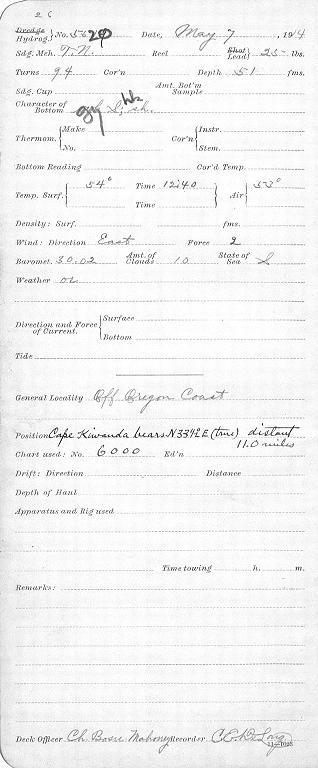 2 6
Dredge
Hydrog. No. 5520 Date, May 7, 1914
Sdg. Mch. T.N. Reel Shot Lead 25 lbs.
Turns 94 Cor'n Depth 51 fms.
Sdg. Cup Amt. Bot'm Sample
Character of Bottom gy S. bk. Sh.
Thermom. Make No. Cor'n Instr. Stem.
Bottom Reading Cor'd Temp.
Temp. Surf. 54° Time 12:40 Time Air 53°
Density: Surf. fms.
Wind: Direction East Force 2
Baromet. 30.02 Amt. of Clouds 10 State of Sea S
Weather oc
Direction and Force of Current. Surface Bottom
Tide
General Locality Off Oregon Coast
Position Cape Kiwanda bears N33½E (true) distant
11.0 miles
Chart used: No. 6000 Ed'n
Drift: Direction Distance
Depth of Haul
Apparatus and Rig used
Time towing h. m.
Remarks:
Deck Officer Ch. Bosn Mahony Recorder C.E. DeLong